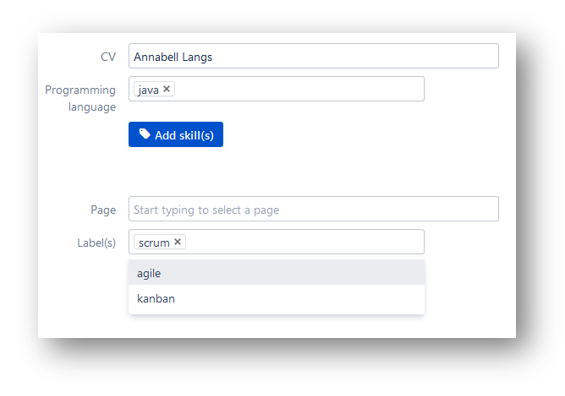 CV Annabell Langs
Programming language java ×
Add skill(s)
Page Start typing to select a page
Label(s) scrum ×
agile
kanban